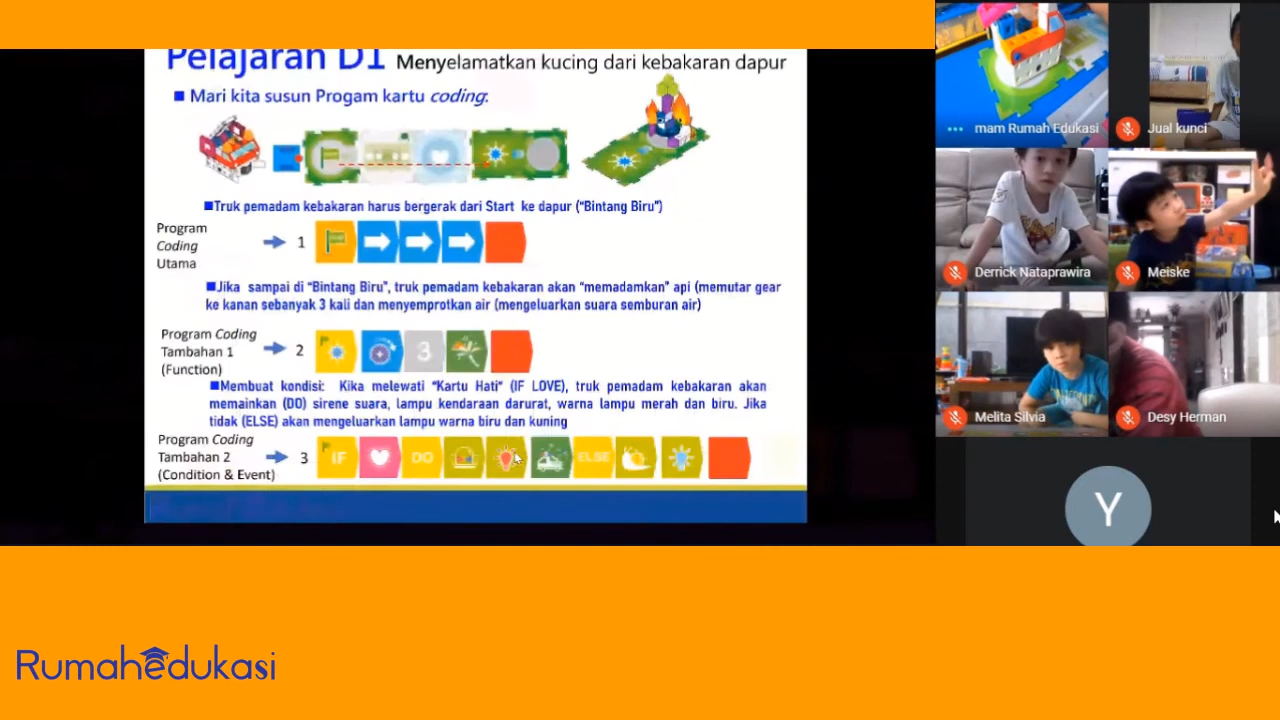 Pelajaran D1 Menyelamatkan kucing dari kebakaran dapur
Mari kita susun Progam kartu coding:
Truk pemadam kebakaran harus bergerak dari Start ke dapur ("Bintang Biru")
Program
Coding
Utama
1
Jika sampai di "Bintang Biru", truk pemadam kebakaran akan "memadamkan" api (memutar gear
ke kanan sebanyak 3 kali dan menyemprotkan air (mengeluarkan suara semburan air)
Program Coding
Tambahan 1
(Function)
2
3
Membuat kondisi: Kika melewati "Kartu Hati" (IF LOVE), truk pemadam kebakaran akan
memainkan (DO) sirene suara, lampu kendaraan darurat, warna lampu merah dan biru. Jika
tidak (ELSE) akan mengeluarkan lampu warna biru dan kuning
Program Coding
Tambahan 2
(Condition & Event)
3
IF
DO
ELSE
mam Rumah Edukasi
Jual kunci
Derrick Nataprawira
Meiske
Melita Silvia
Desy Herman
Y
Rumahedukasi